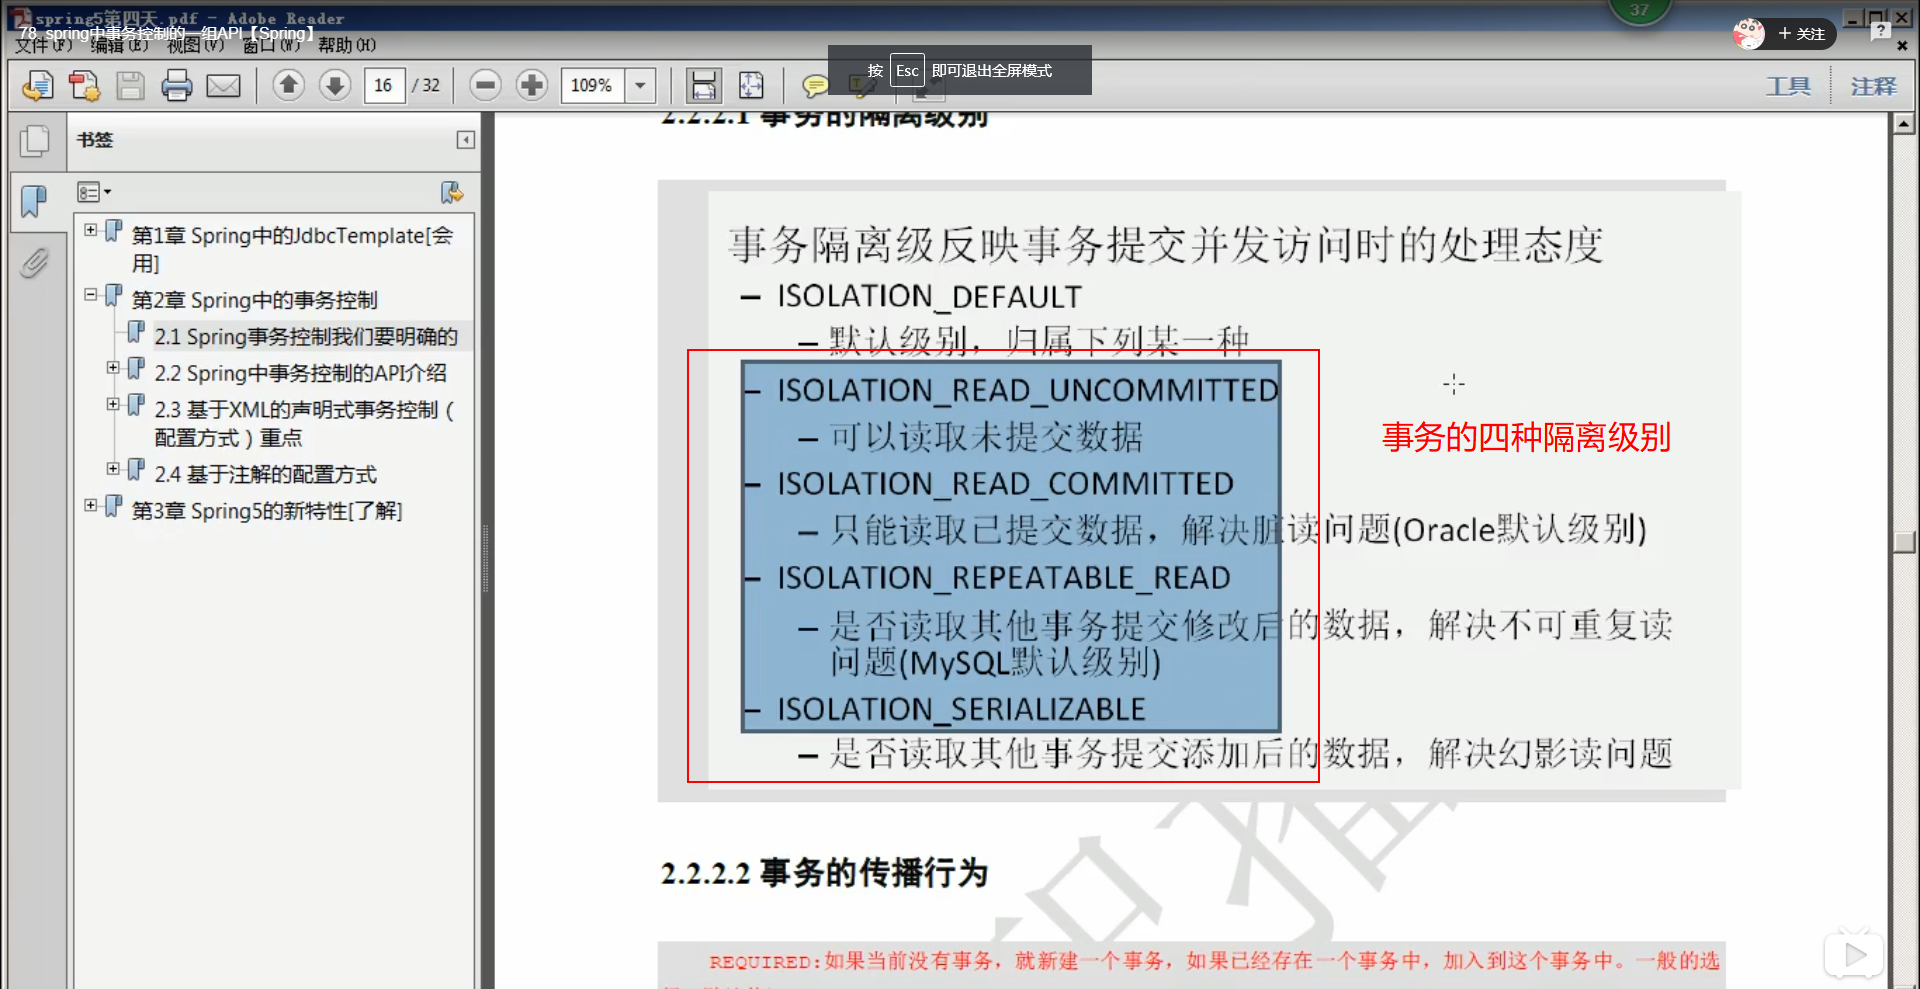 spring5第四天.pdf - Adobe Reader
78. spring中事务控制的一组API【Spring】
37
+ 关注
文件(F) 编辑(E) 视图(V) 窗口(W) 帮助(H)
按 Esc 即可退出全屏模式
16 / 32
109%
工具
注释
书签
第1章 Spring中的JdbcTemplate[会
用]
第2章 Spring中的事务控制
2.1 Spring事务控制我们要明确的
2.2 Spring中事务控制的API介绍
2.3 基于XML的声明式事务控制（
配置方式）重点
2.4 基于注解的配置方式
第3章 Spring5的新特性[了解]
2.2.2.1 事务的隔离级别
事务隔离级反映事务提交并发访问时的处理态度
– ISOLATION_DEFAULT
– 默认级别，归属下列某一种
– ISOLATION_READ_UNCOMMITTED
– 可以读取未提交数据
– ISOLATION_READ_COMMITTED
– 只能读取已提交数据，解决脏读问题(Oracle默认级别)
– ISOLATION_REPEATABLE_READ
– 是否读取其他事务提交修改后的数据，解决不可重复读
问题(MySQL默认级别)
– ISOLATION_SERIALIZABLE
– 是否读取其他事务提交添加后的数据，解决幻影读问题
事务的四种隔离级别
2.2.2.2 事务的传播行为
REQUIRED:如果当前没有事务，就新建一个事务，如果已经存在一个事务中，加入到这个事务中。一般的选